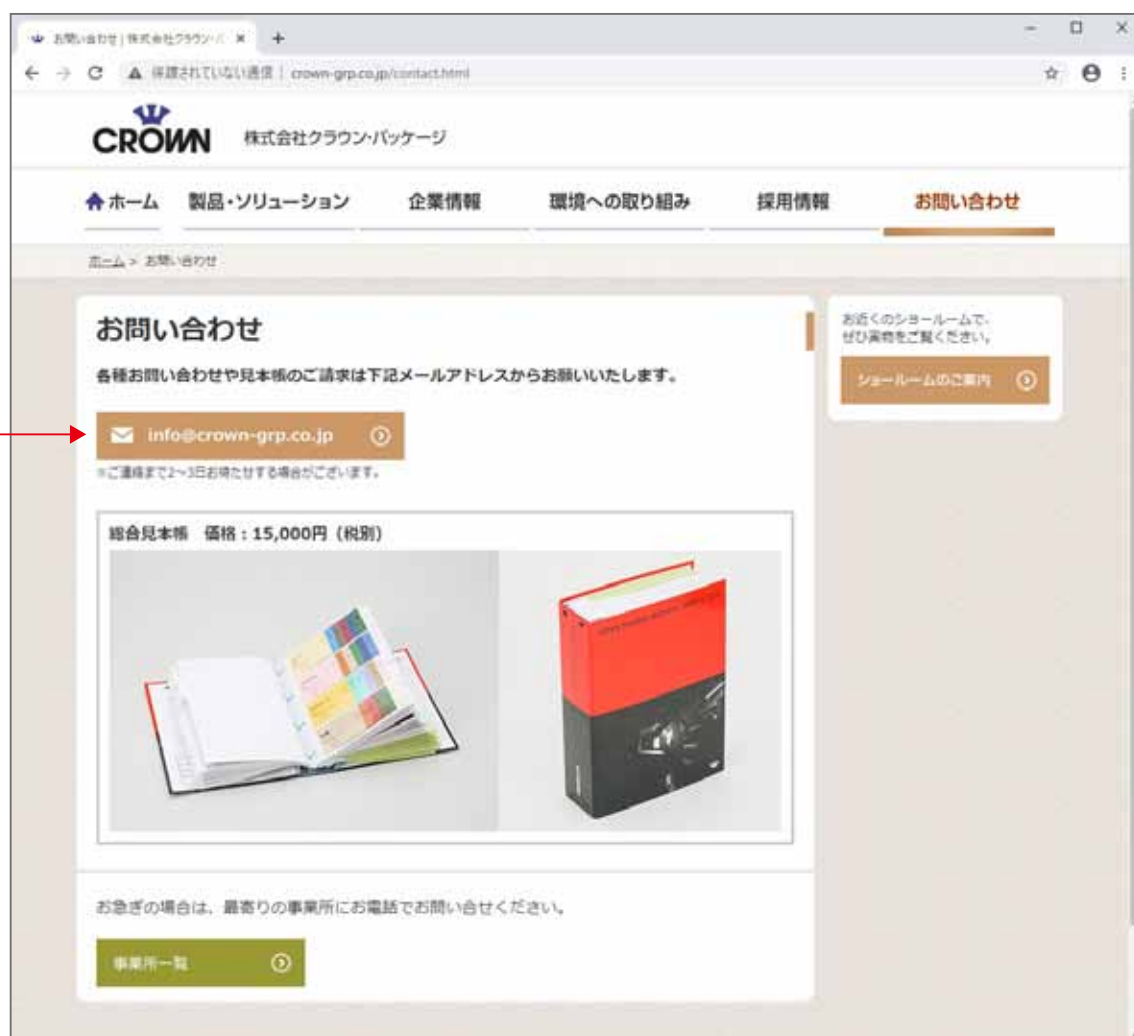 お問い合わせ | 株式会社クラウン・パ
保護されていない通信 | crown-grp.co.jp/contact.html
CROWN 株式会社クラウン・パッケージ
ホーム 製品・ソリューション 企業情報 環境への取り組み 採用情報 お問い合わせ
ホーム > お問い合わせ
お問い合わせ
各種お問い合わせや見本帳のご請求は下記メールアドレスからお願いいたします。
info@crown-grp.co.jp
※ご連絡まで2～3日お待たせする場合がございます。
総合見本帳 価格：15,000円（税別）
お急ぎの場合は、最寄りの事業所にお電話でお問い合せください。
事業所一覧
お近くのショールームで、
ぜひ実物をご覧ください。
ショールームのご案内